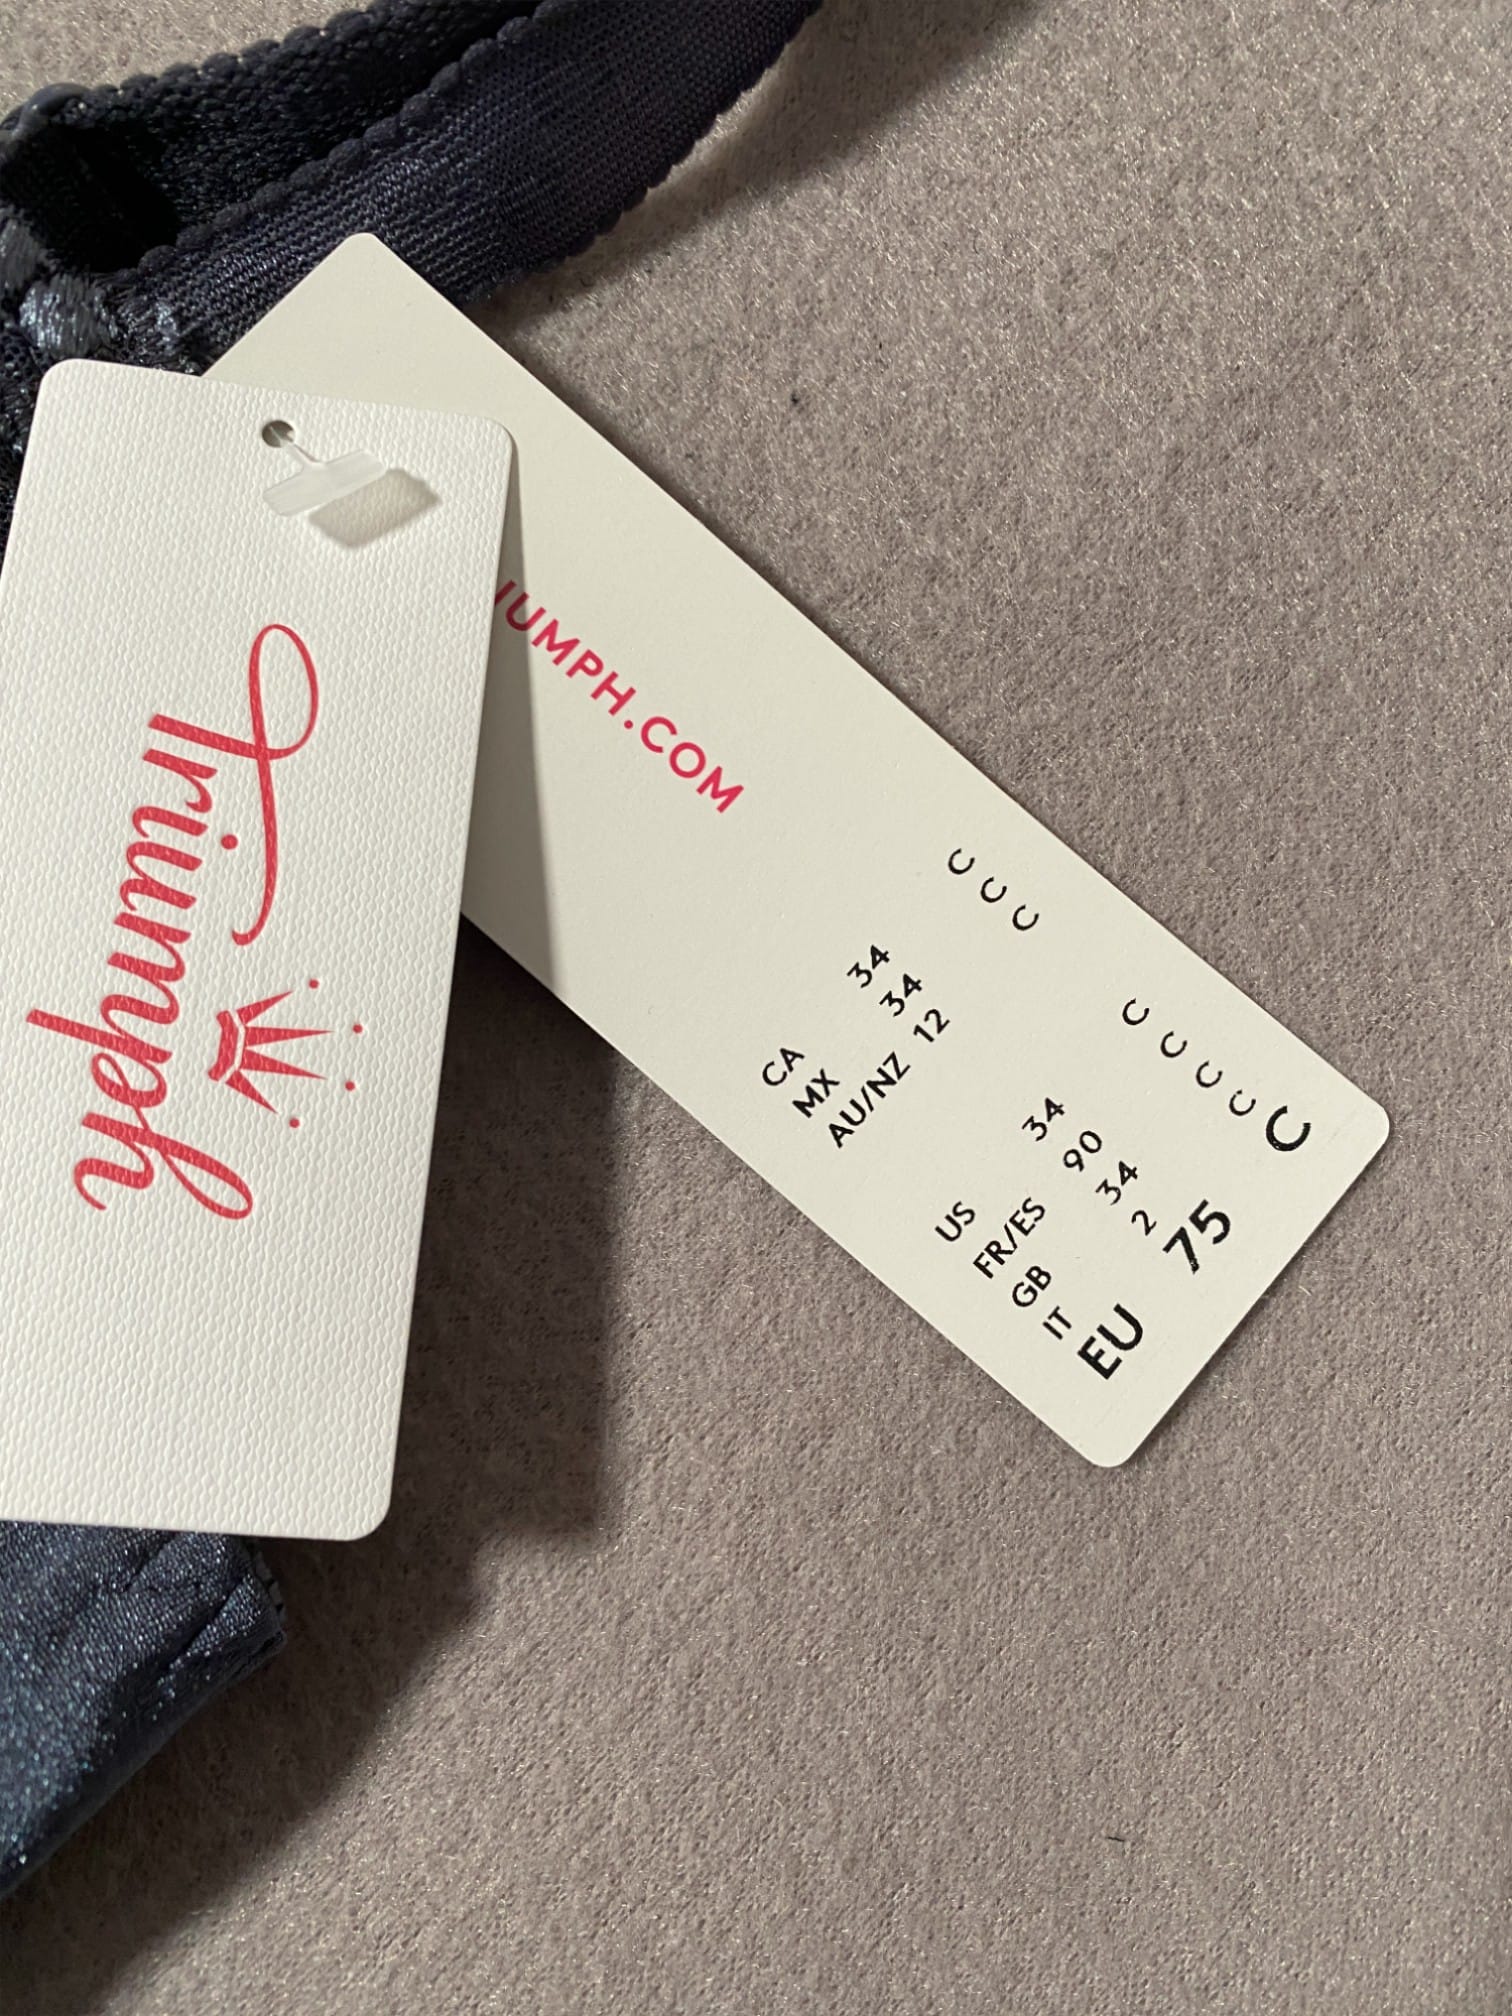 Triumph
UMPH.COM
CA 34 C
MX 34 C
AU/NZ 12 C
US 34 C
FR/ES 90 C
GB 34 C
IT 2 C
EU 75 C